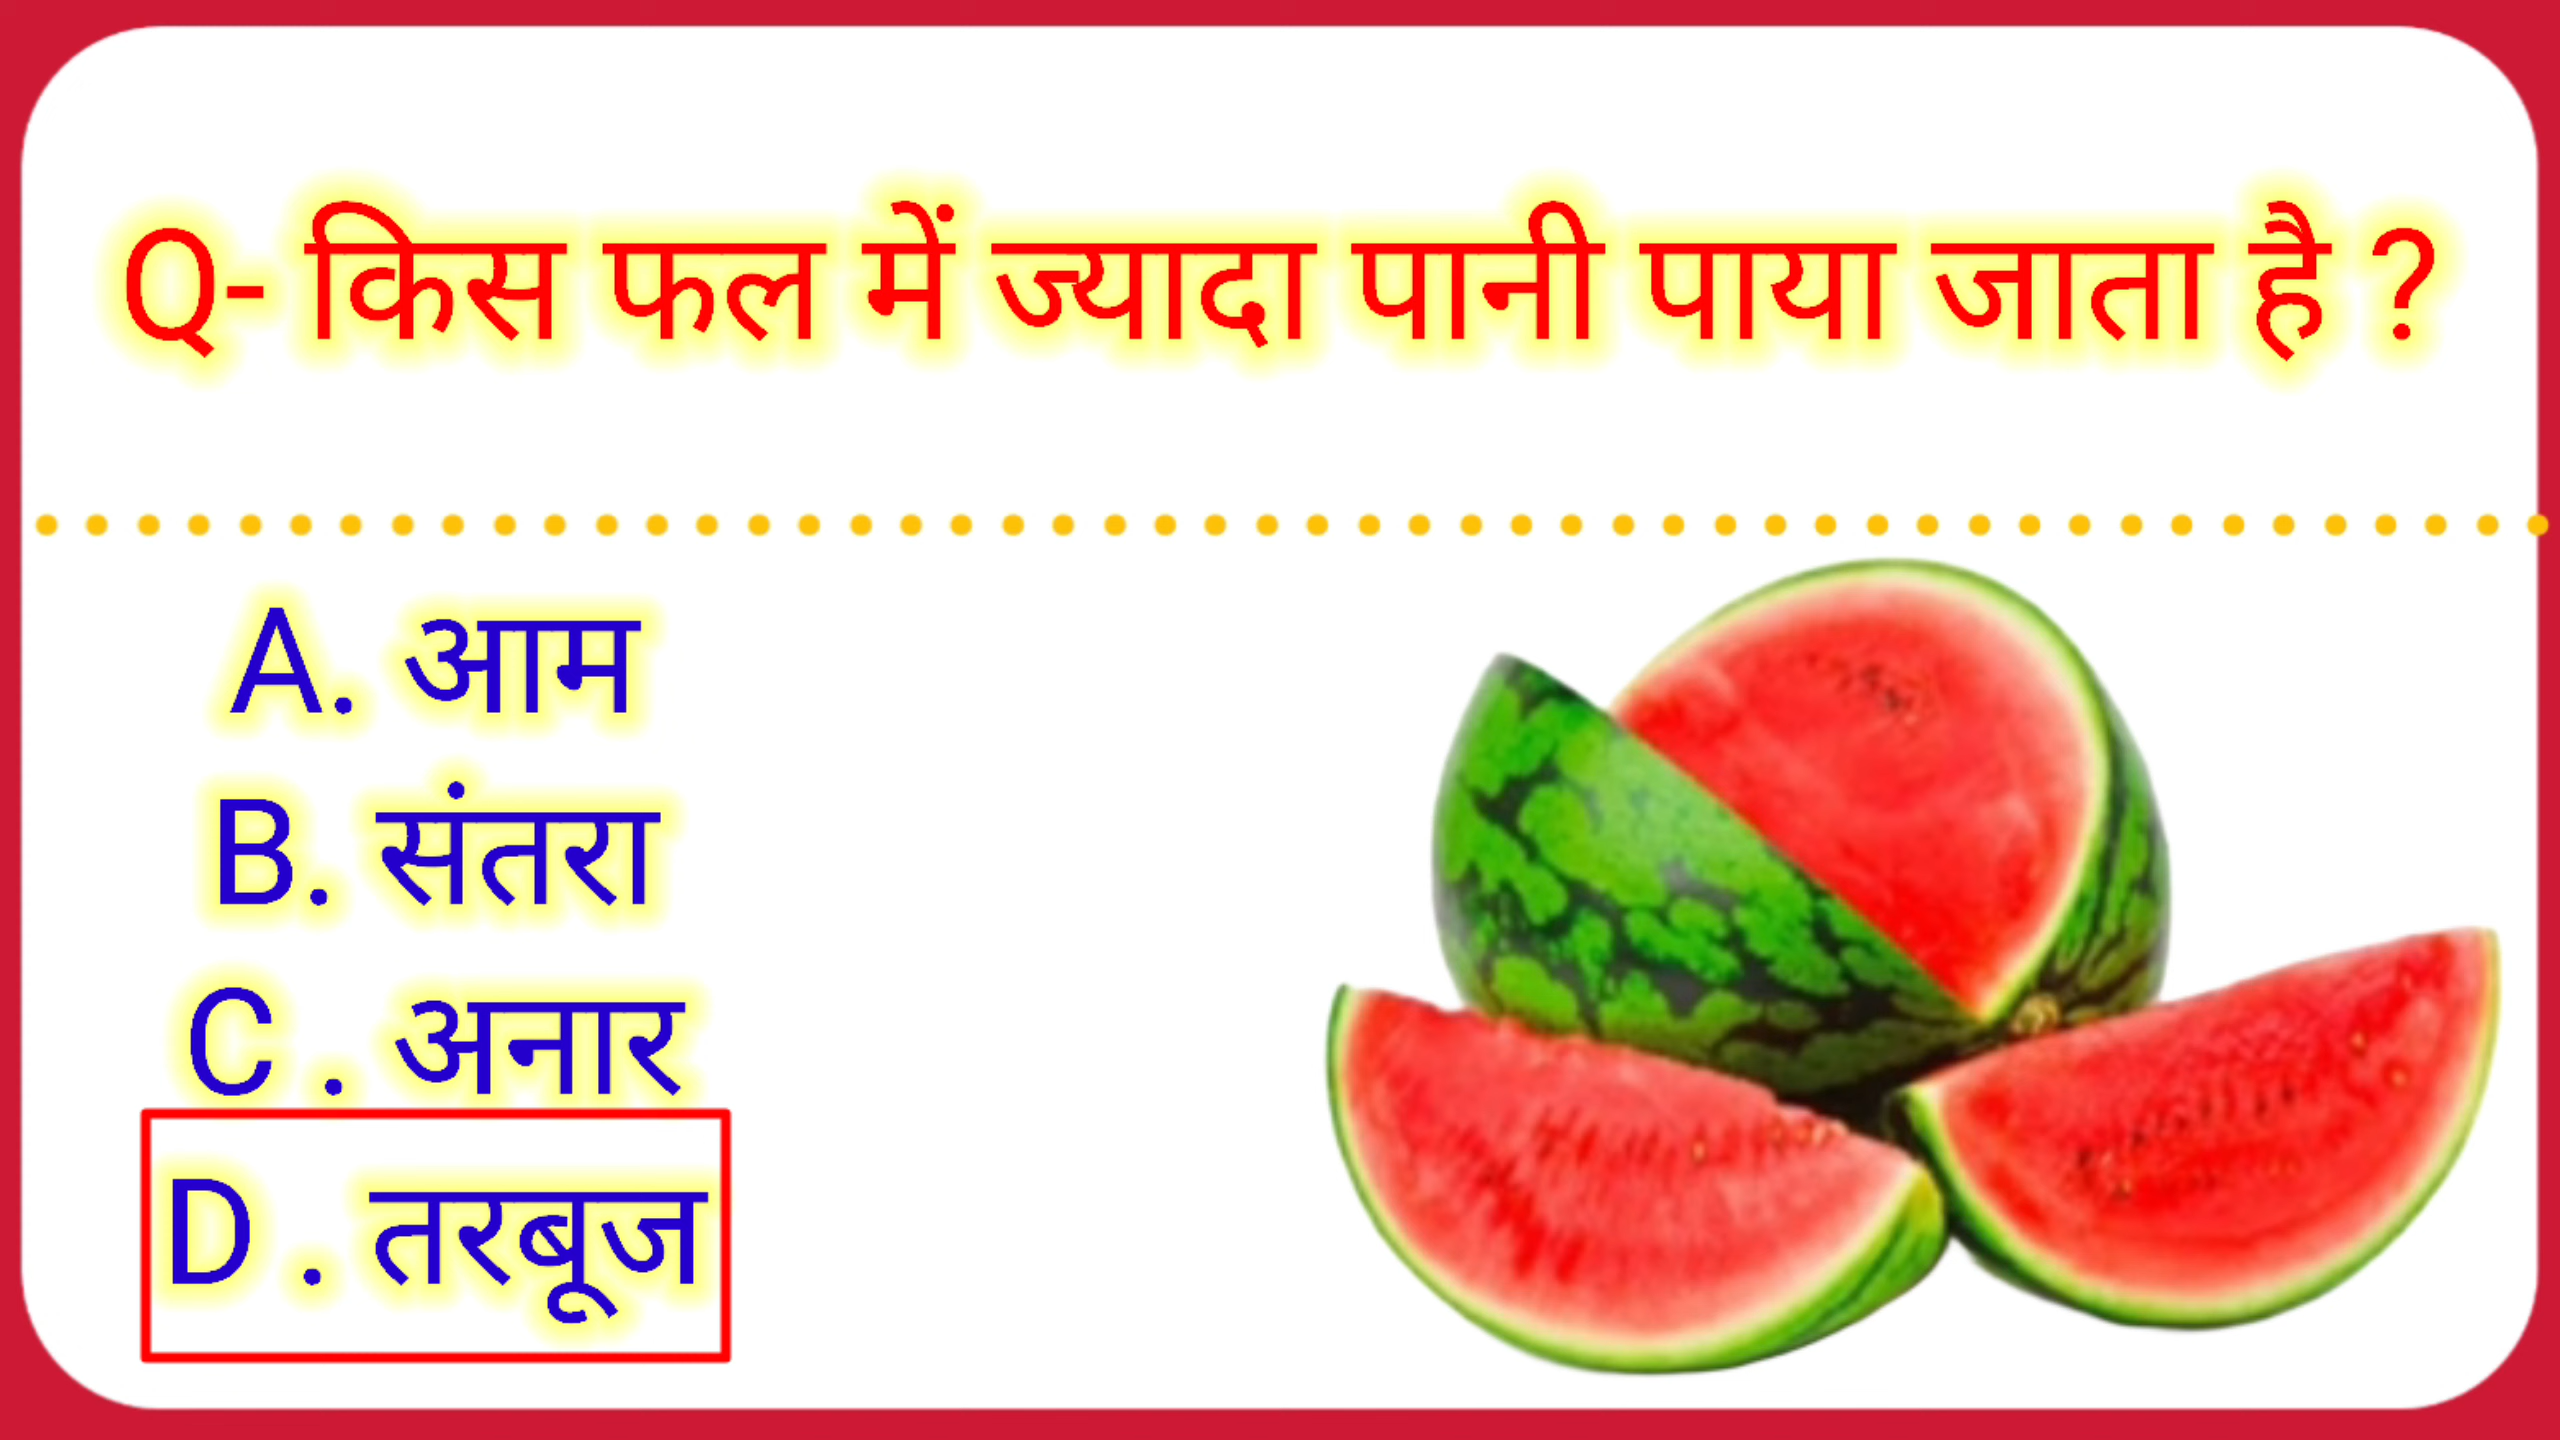 Q- किस फल में ज्यादा पानी पाया जाता है ?
A. आम
B. संतरा
C . अनार
D . तरबूज